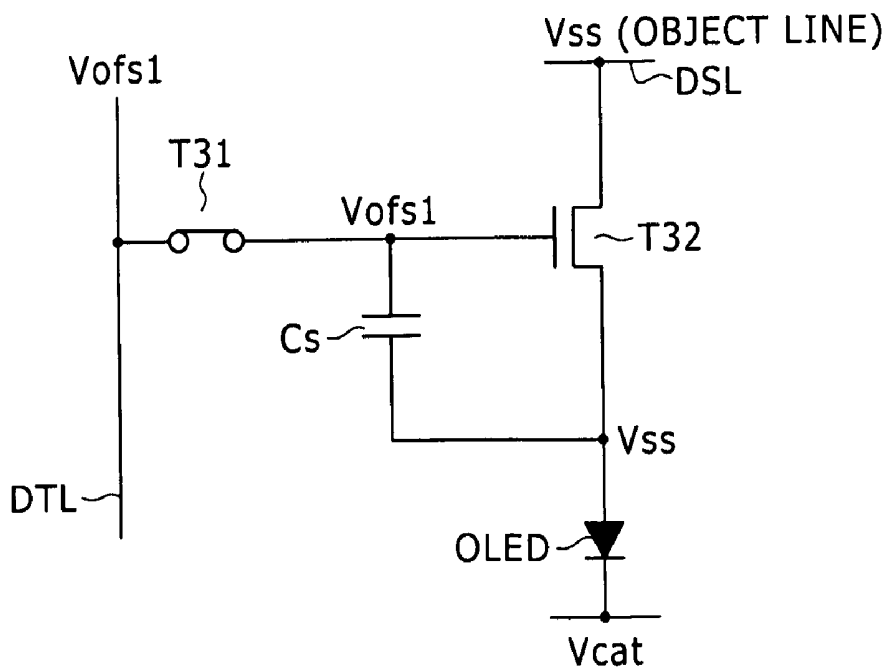 Vss (OBJECT LINE)
Vofs1
DSL
T31
Vofs1
T32
Cs
Vss
DTL
OLED
Vcat